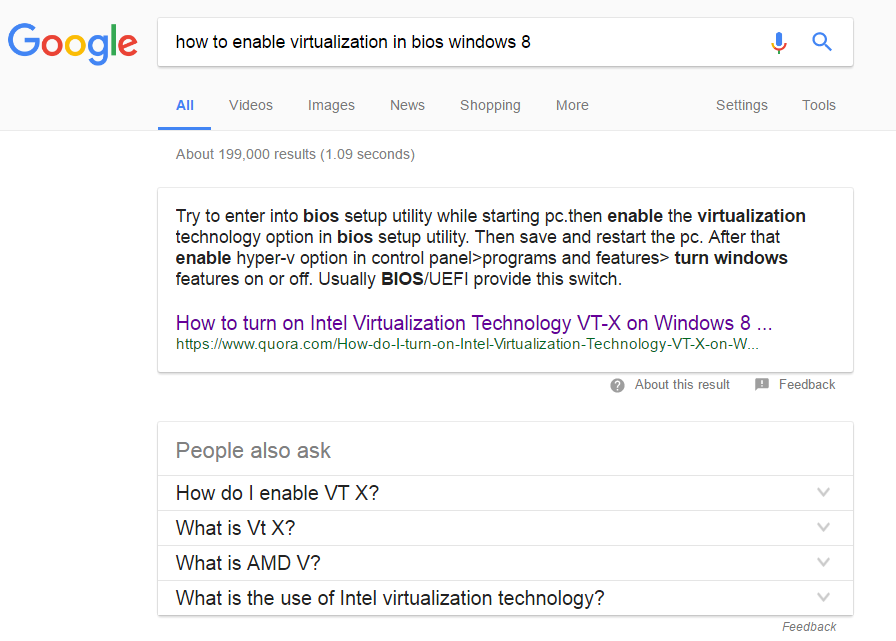 Google
how to enable virtualization in bios windows 8
All Videos Images News Shopping More Settings Tools
About 199,000 results (1.09 seconds)
Try to enter into bios setup utility while starting pc.then enable the virtualization
technology option in bios setup utility. Then save and restart the pc. After that
enable hyper-v option in control panel>programs and features> turn windows
features on or off. Usually BIOS/UEFI provide this switch.
How to turn on Intel Virtualization Technology VT-X on Windows 8 ...
https://www.quora.com/How-do-I-turn-on-Intel-Virtualization-Technology-VT-X-on-W...
About this result Feedback
People also ask
How do I enable VT X?
What is Vt X?
What is AMD V?
What is the use of Intel virtualization technology?
Feedback